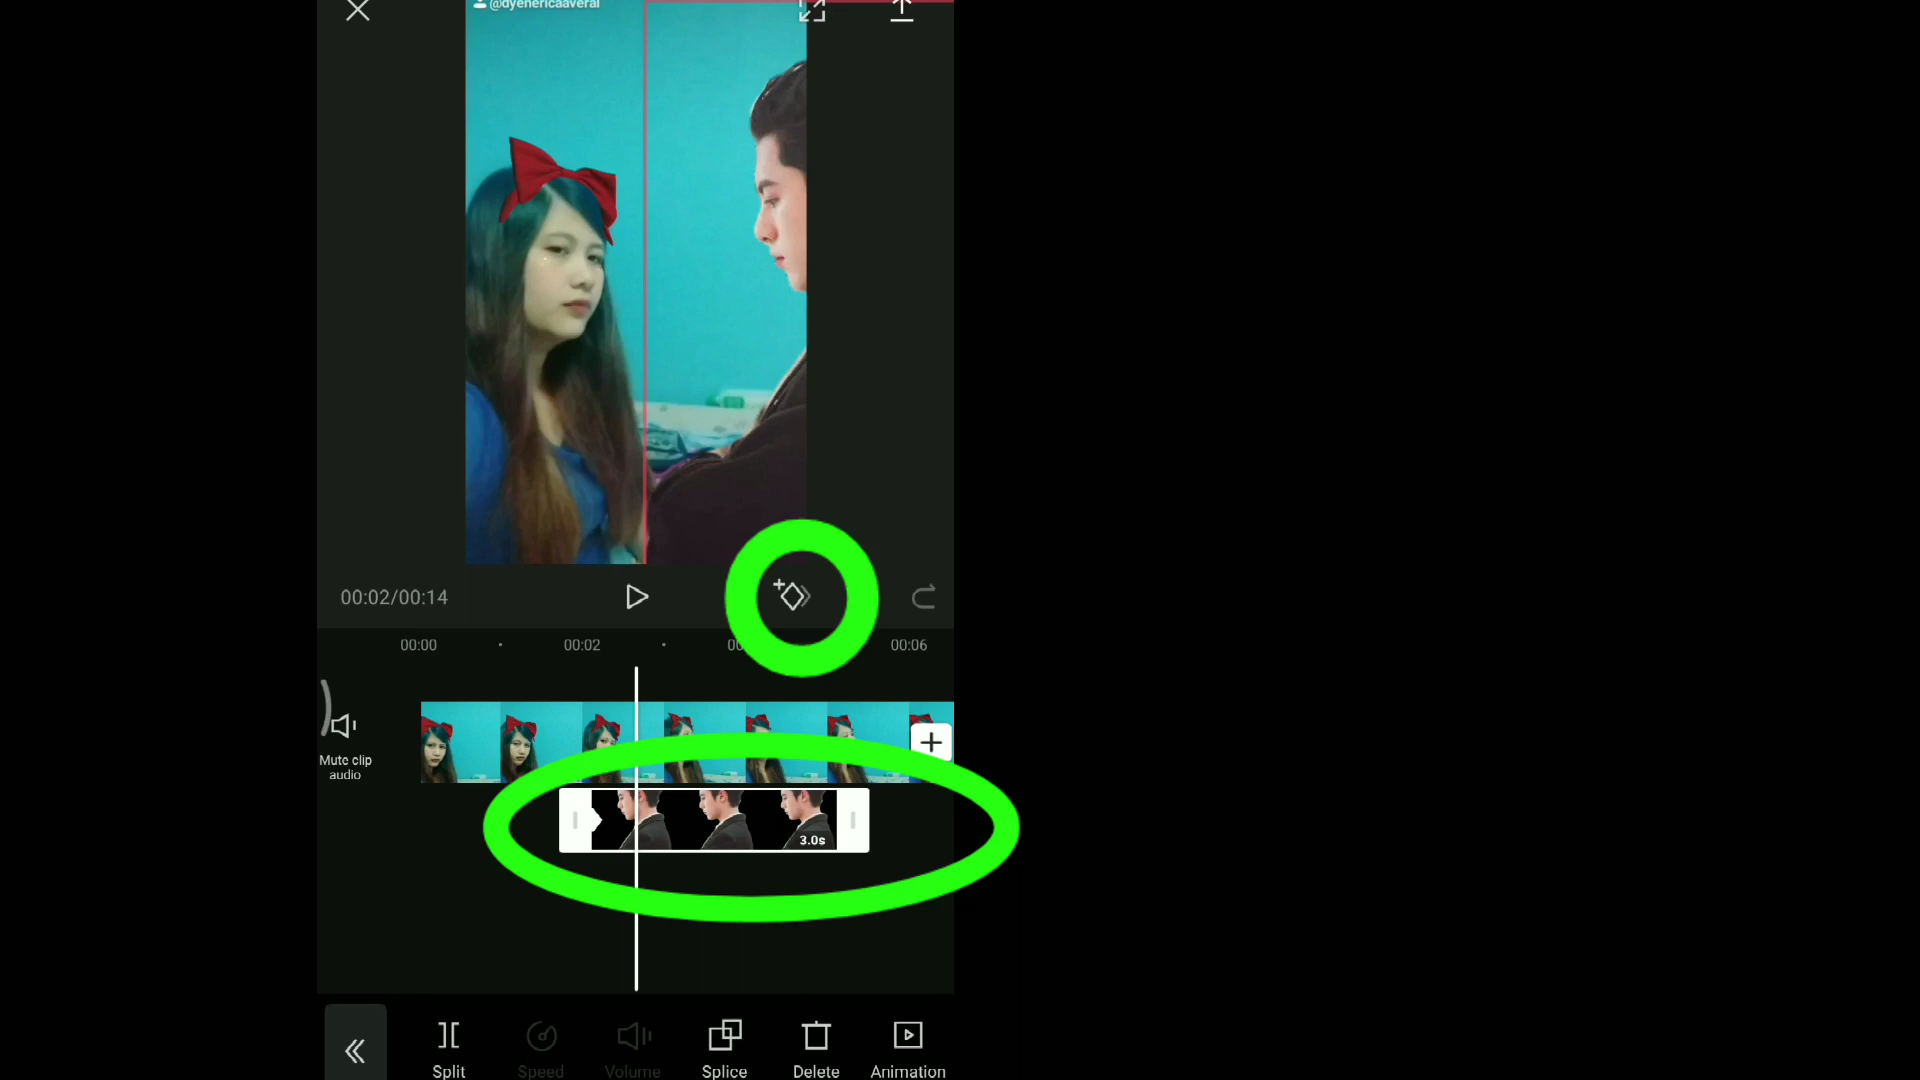 @dyenericaaveral
00:02/00:14
00:00
00:02
00:06
Mute clip
audio
3.0s
Split
Speed
Volume
Splice
Delete
Animation